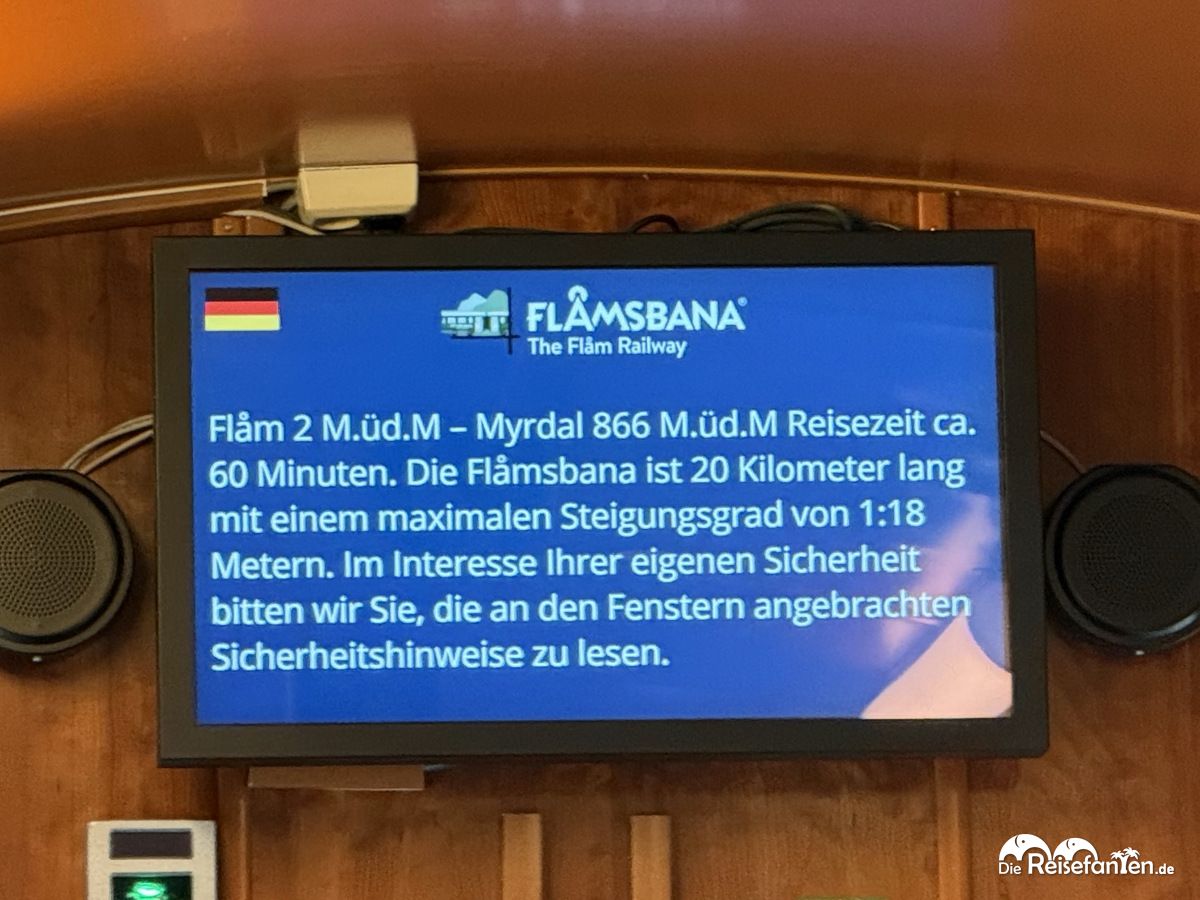 FLÅMSBANA®
The Flåm Railway
Flåm 2 M.üd.M – Myrdal 866 M.üd.M Reisezeit ca.
60 Minuten. Die Flåmsbana ist 20 Kilometer lang
mit einem maximalen Steigungsgrad von 1:18
Metern. Im Interesse Ihrer eigenen Sicherheit
bitten wir Sie, die an den Fenstern angebrachten
Sicherheitshinweise zu lesen.
Die Reisefanten.de